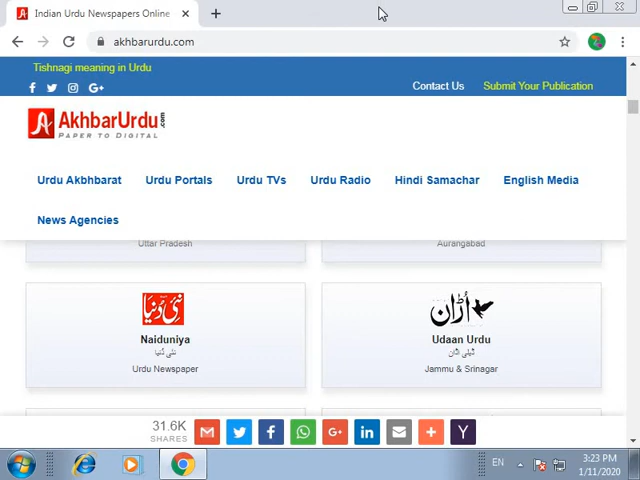 Indian Urdu Newspapers Online
akhbarurdu.com
Tishnagi meaning in Urdu
Contact Us
Submit Your Publication
AkhbarUrdu.com
PAPER TO DIGITAL
Urdu Akbhbarat
Urdu Portals
Urdu TVs
Urdu Radio
Hindi Samachar
English Media
News Agencies
Uttar Pradesh
Aurangabad
نئی دنیا
Naiduniya
نئی دُنیا
Urdu Newspaper
اُڑان
Udaan Urdu
ڈیلی اڑان
Jammu & Srinagar
31.6K
SHARES
EN
3:23 PM
1/11/2020